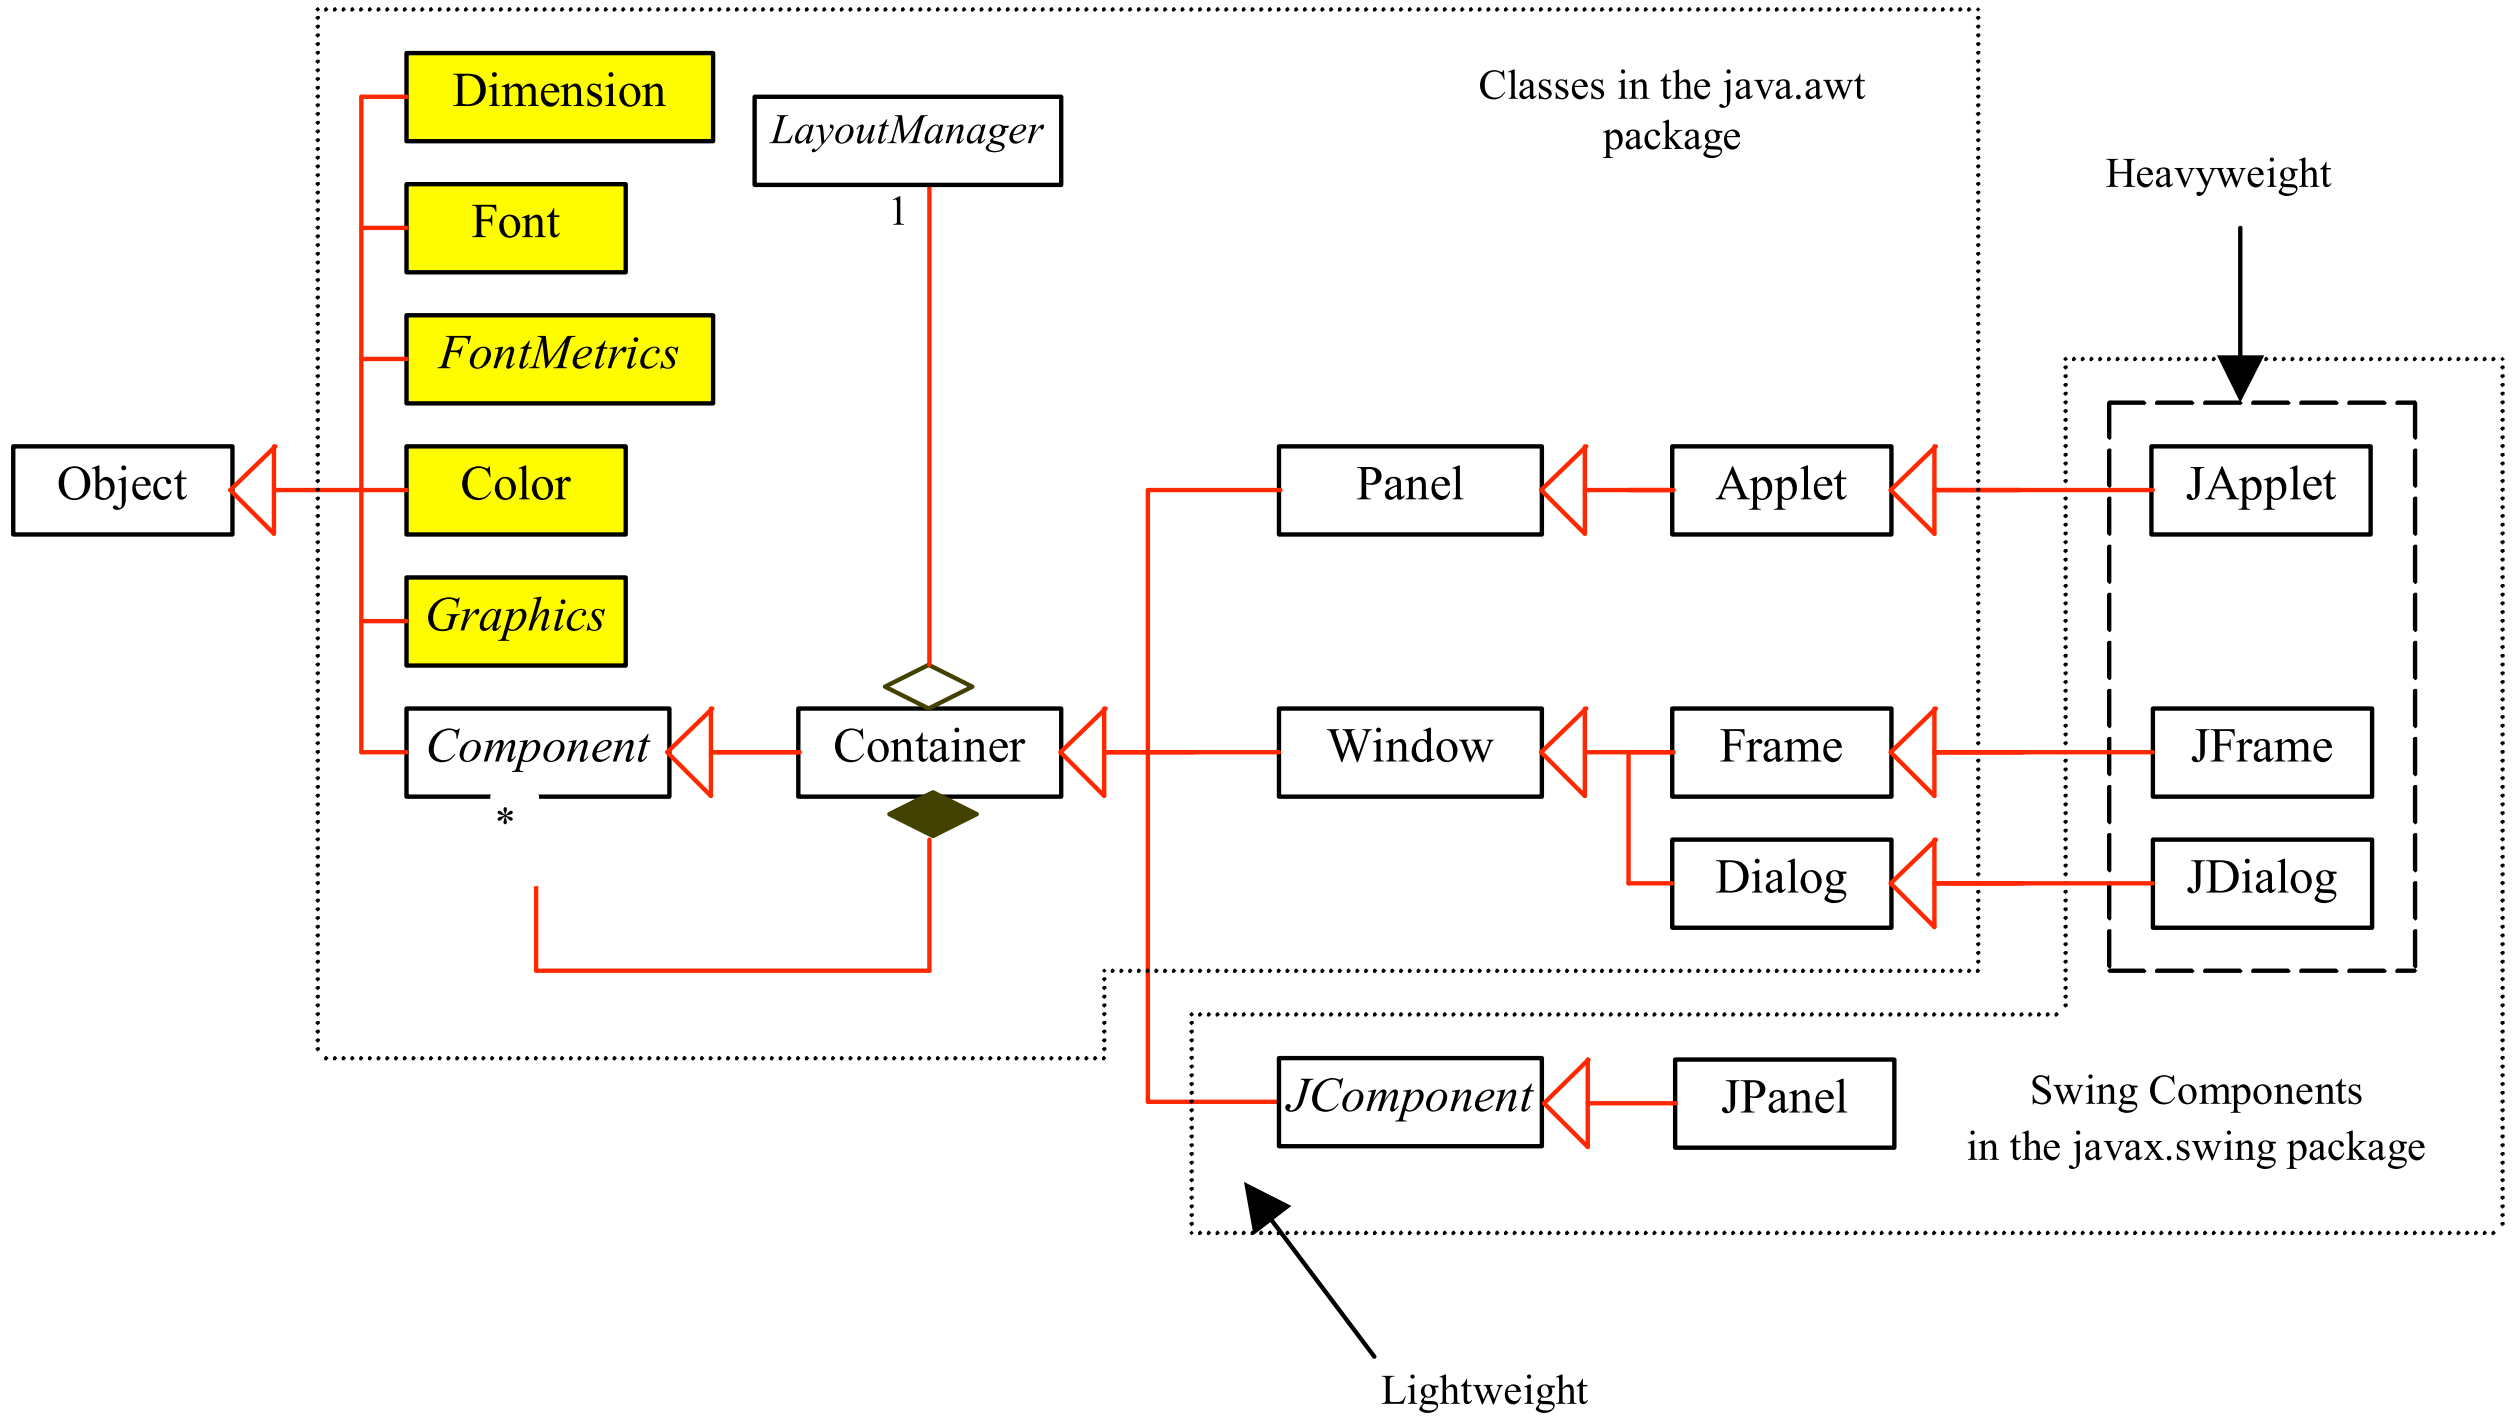 Dimension
LayoutManager
Classes in the java.awt
package
Heavyweight
Font
1
FontMetrics
Object
Color
Panel
Applet
JApplet
Graphics
Component
Container
Window
Frame
JFrame
*
Dialog
JDialog
JComponent
JPanel
Swing Components
in the javax.swing package
Lightweight